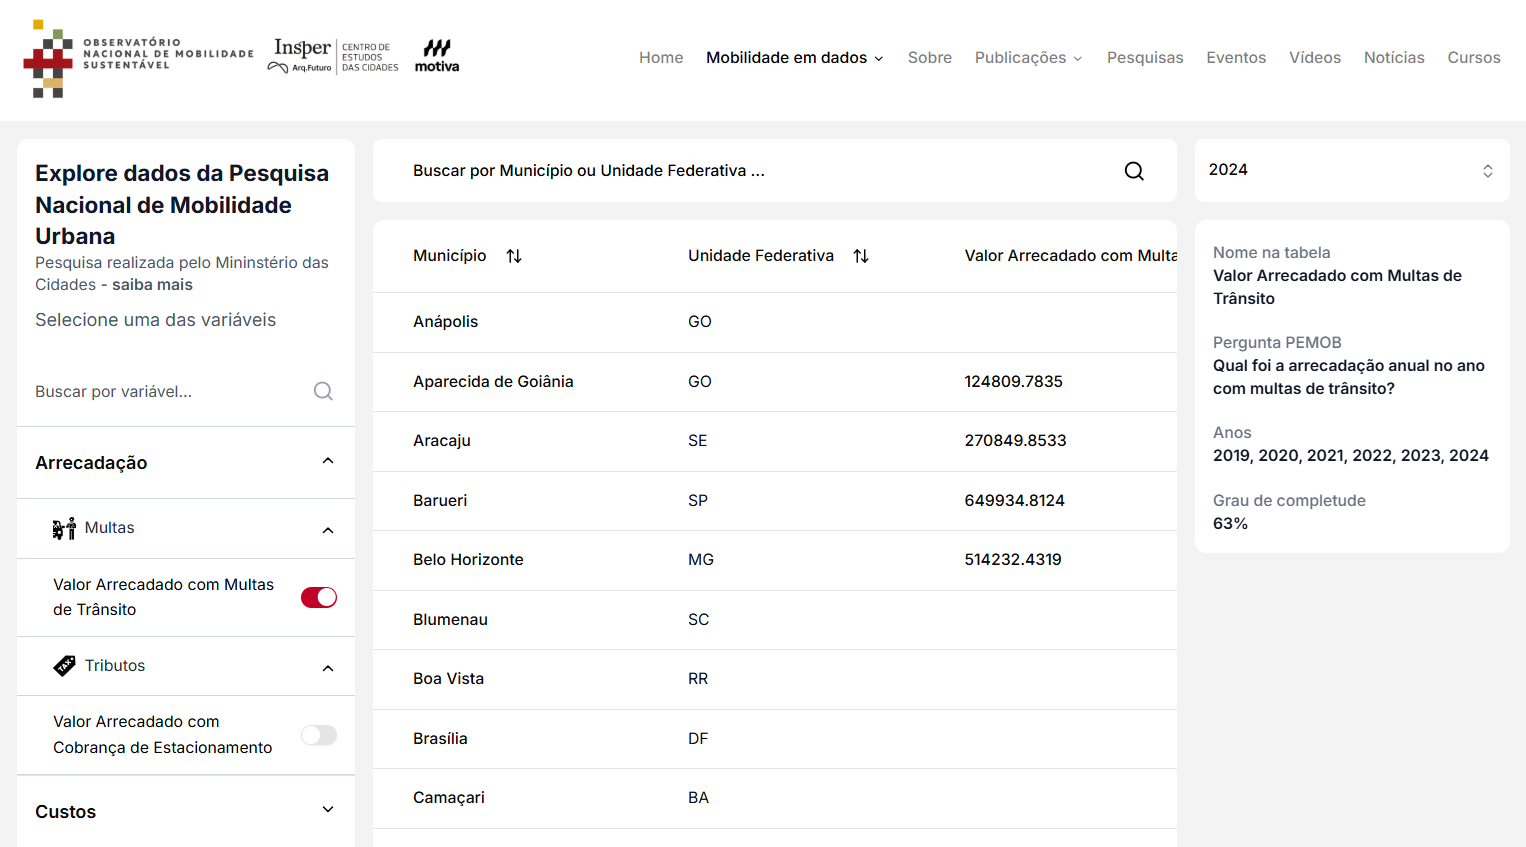 OBSERVATÓRIO
NACIONAL DE MOBILIDADE
SUSTENTÁVEL
Insper
Arq.Futuro
CENTRO DE
ESTUDOS
DAS CIDADES
motiva
Home
Mobilidade em dados
Sobre
Publicações
Pesquisas
Eventos
Vídeos
Notícias
Cursos
Explore dados da Pesquisa
Nacional de Mobilidade
Urbana
Pesquisa realizada pelo Mininstério das
Cidades - saiba mais
Selecione uma das variáveis
Buscar por variável...
Arrecadação
Multas
Valor Arrecadado com Multas
de Trânsito
TAX
Tributos
Valor Arrecadado com
Cobrança de Estacionamento
Custos
Buscar por Município ou Unidade Federativa ...
Município Unidade Federativa Valor Arrecadado com Multa
Anápolis GO
Aparecida de Goiânia GO 124809.7835
Aracaju SE 270849.8533
Barueri SP 649934.8124
Belo Horizonte MG 514232.4319
Blumenau SC
Boa Vista RR
Brasília DF
Camaçari BA
2024
Nome na tabela
Valor Arrecadado com Multas de
Trânsito
Pergunta PEMOB
Qual foi a arrecadação anual no ano
com multas de trânsito?
Anos
2019, 2020, 2021, 2022, 2023, 2024
Grau de completude
63%